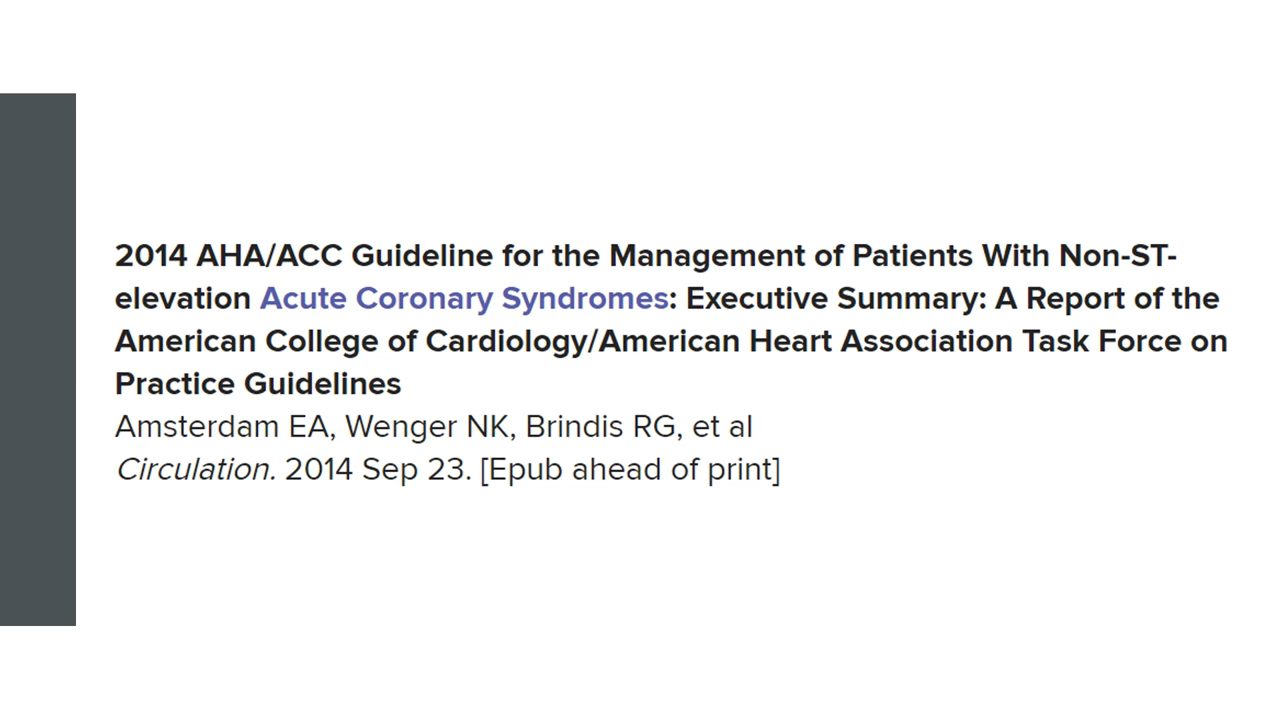 2014 AHA/ACC Guideline for the Management of Patients With Non-ST-
elevation Acute Coronary Syndromes: Executive Summary: A Report of the
American College of Cardiology/American Heart Association Task Force on
Practice Guidelines
Amsterdam EA, Wenger NK, Brindis RG, et al
Circulation. 2014 Sep 23. [Epub ahead of print]